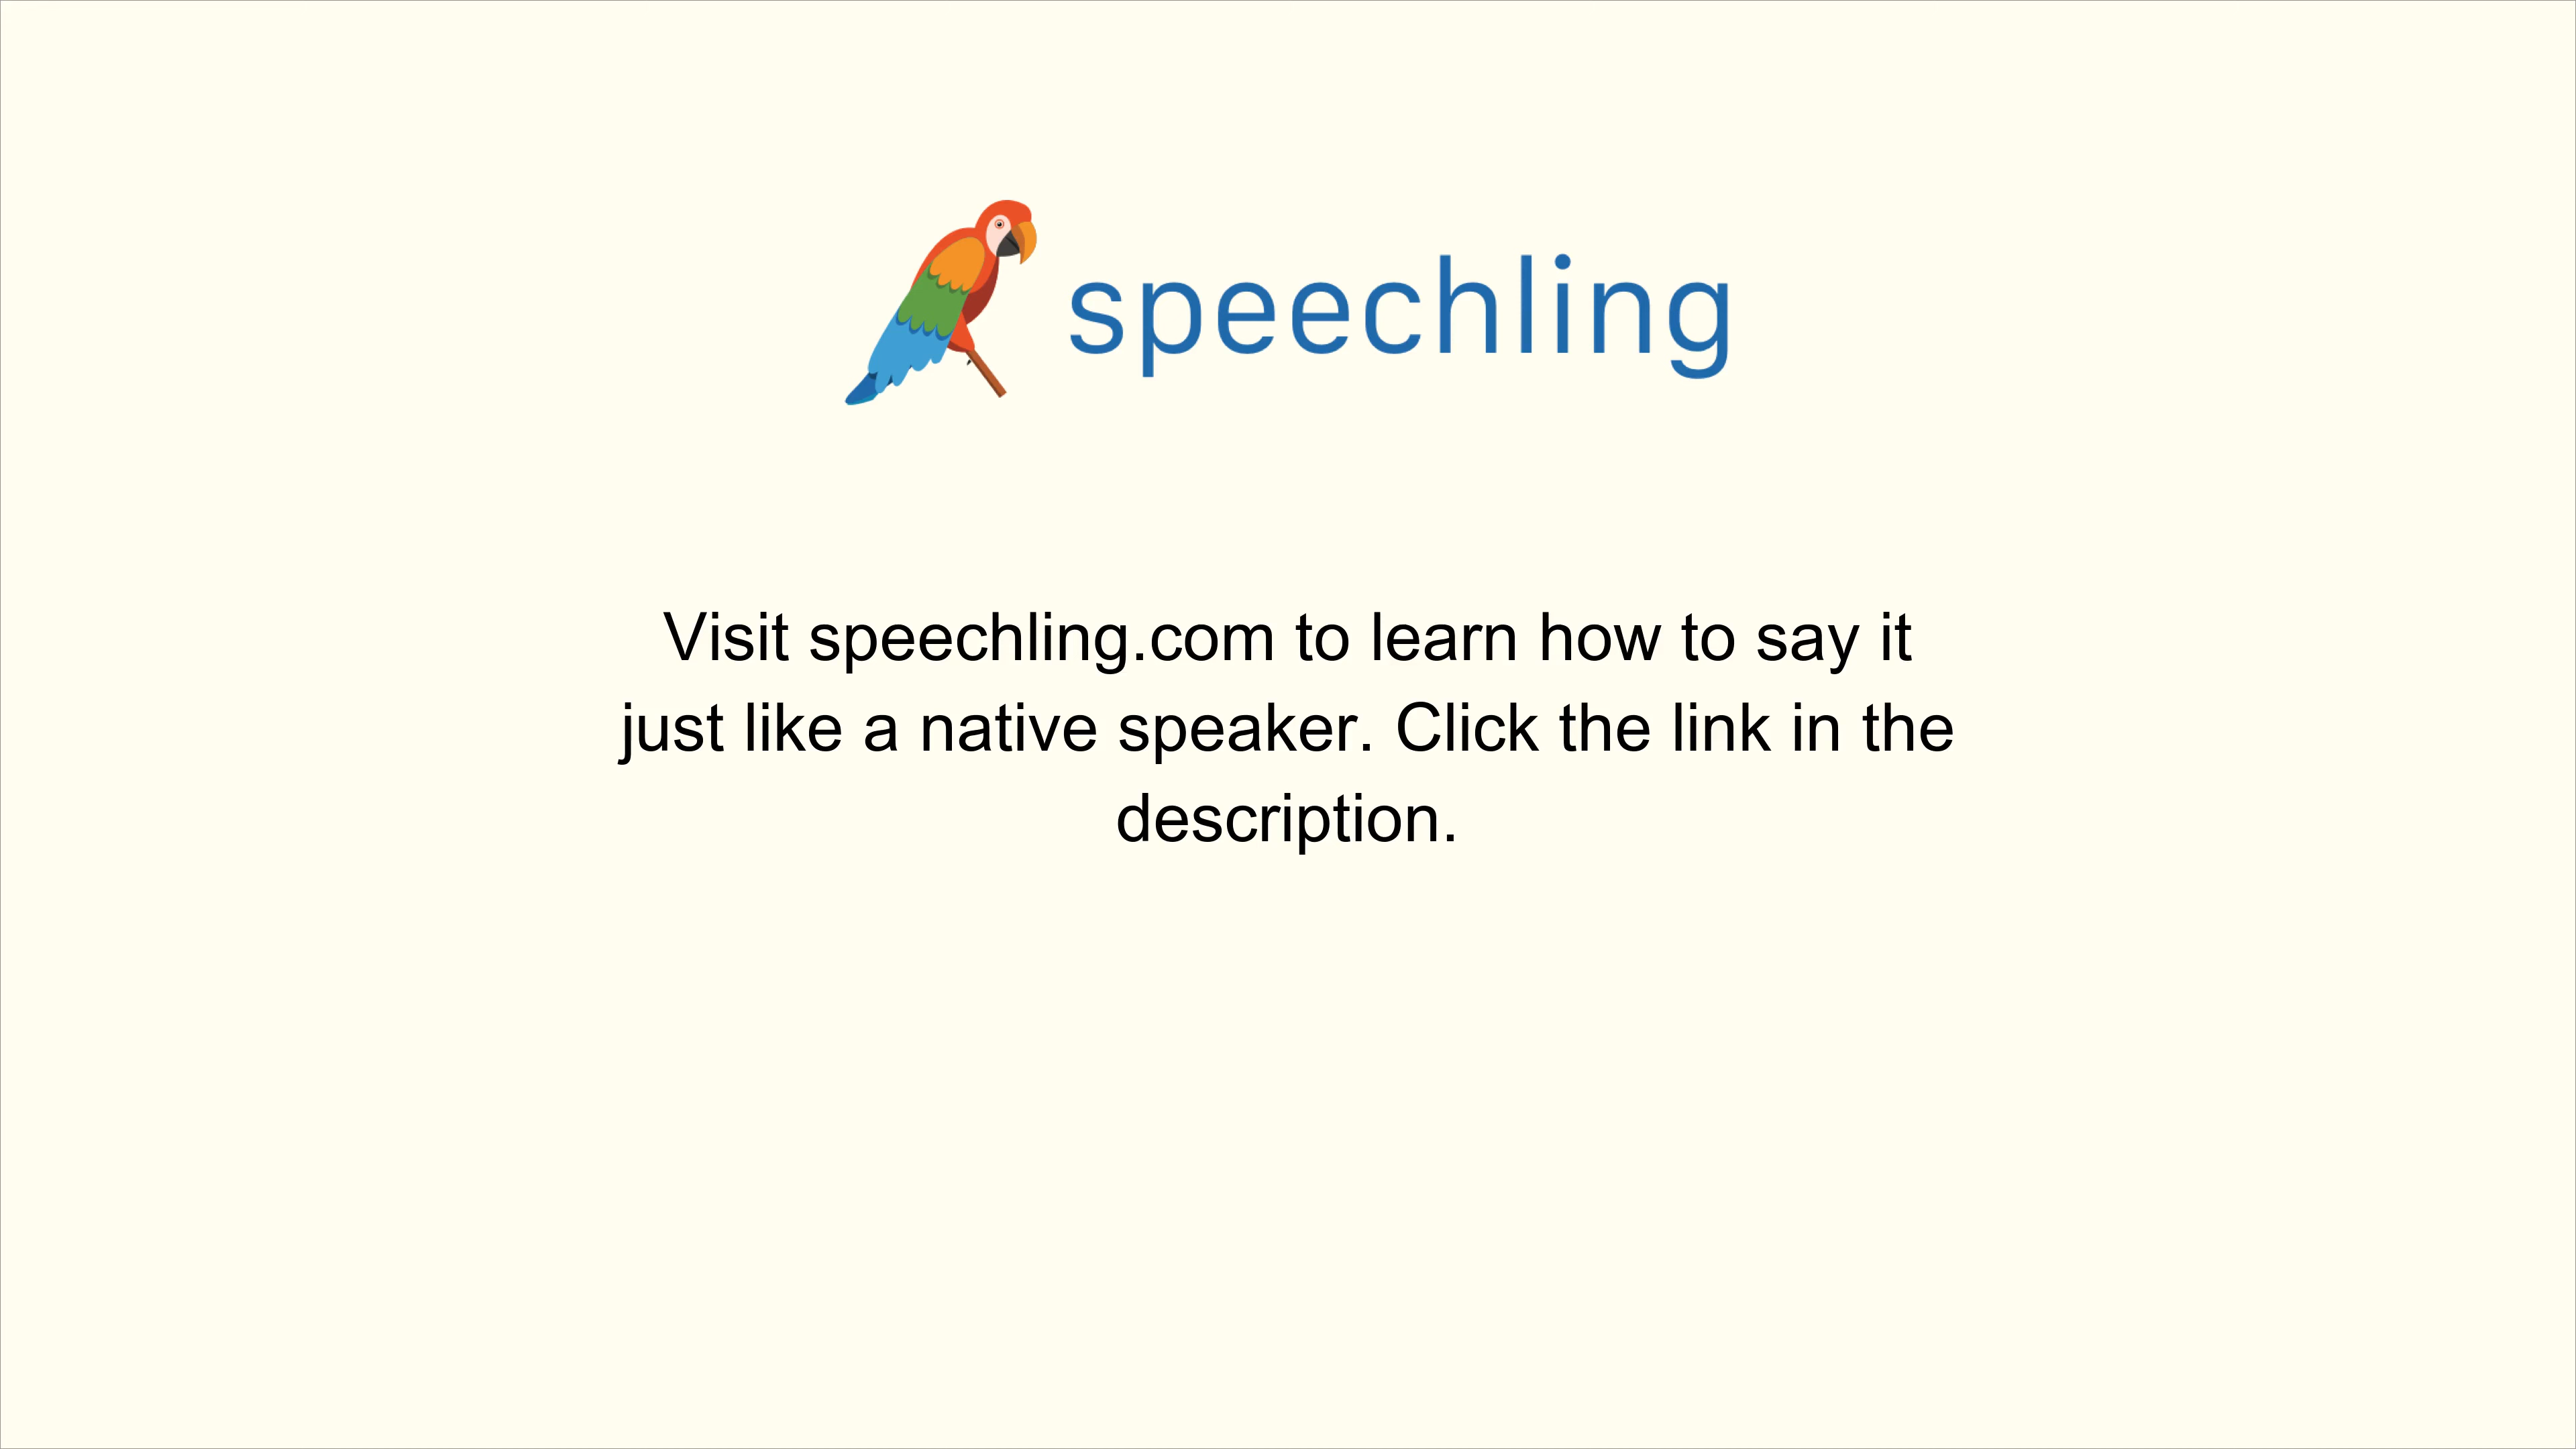 speechling
Visit speechling.com to learn how to say it
just like a native speaker. Click the link in the
description.